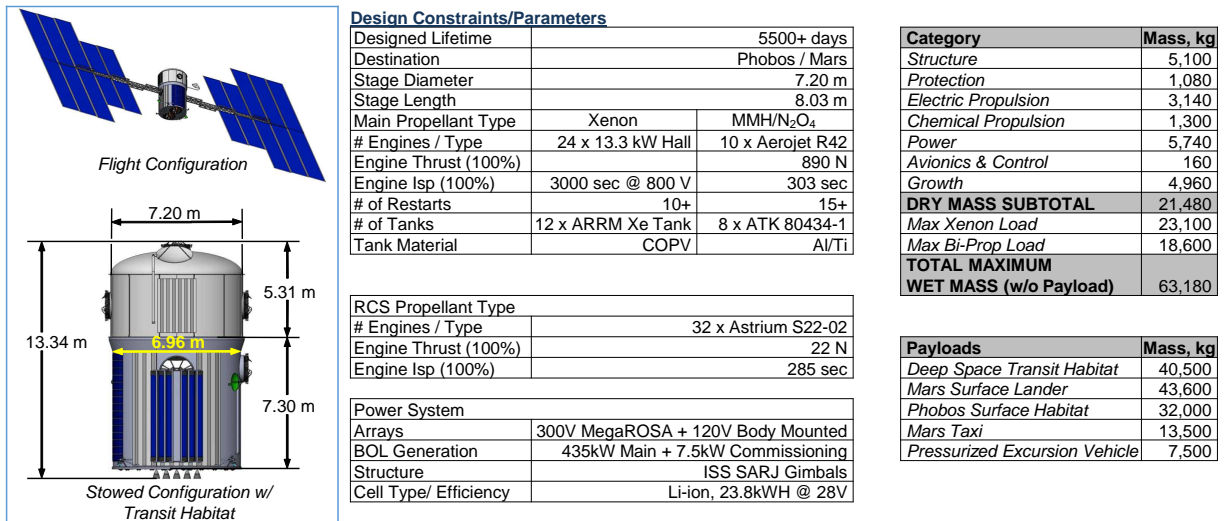 Flight Configuration
7.20 m
5.31 m
13.34 m
6.96 m
7.30 m
Stowed Configuration w/
Transit Habitat
Design Constraints/Parameters
Designed Lifetime 5500+ days
Destination Phobos / Mars
Stage Diameter 7.20 m
Stage Length 8.03 m
Main Propellant Type Xenon MMH/N₂O₄
# Engines / Type 24 x 13.3 kW Hall 10 x Aerojet R42
Engine Thrust (100%) 890 N
Engine Isp (100%) 3000 sec @ 800 V 303 sec
# of Restarts 10+ 15+
# of Tanks 12 x ARRM Xe Tank 8 x ATK 80434-1
Tank Material COPV Al/Ti
RCS Propellant Type
# Engines / Type 32 x Astrium S22-02
Engine Thrust (100%) 22 N
Engine Isp (100%) 285 sec
Power System
Arrays 300V MegaROSA + 120V Body Mounted
BOL Generation 435kW Main + 7.5kW Commissioning
Structure ISS SARJ Gimbals
Cell Type/ Efficiency Li-ion, 23.8kWH @ 28V
Category Mass, kg
Structure 5,100
Protection 1,080
Electric Propulsion 3,140
Chemical Propulsion 1,300
Power 5,740
Avionics & Control 160
Growth 4,960
DRY MASS SUBTOTAL 21,480
Max Xenon Load 23,100
Max Bi-Prop Load 18,600
TOTAL MAXIMUM
WET MASS (w/o Payload) 63,180
Payloads Mass, kg
Deep Space Transit Habitat 40,500
Mars Surface Lander 43,600
Phobos Surface Habitat 32,000
Mars Taxi 13,500
Pressurized Excursion Vehicle 7,500